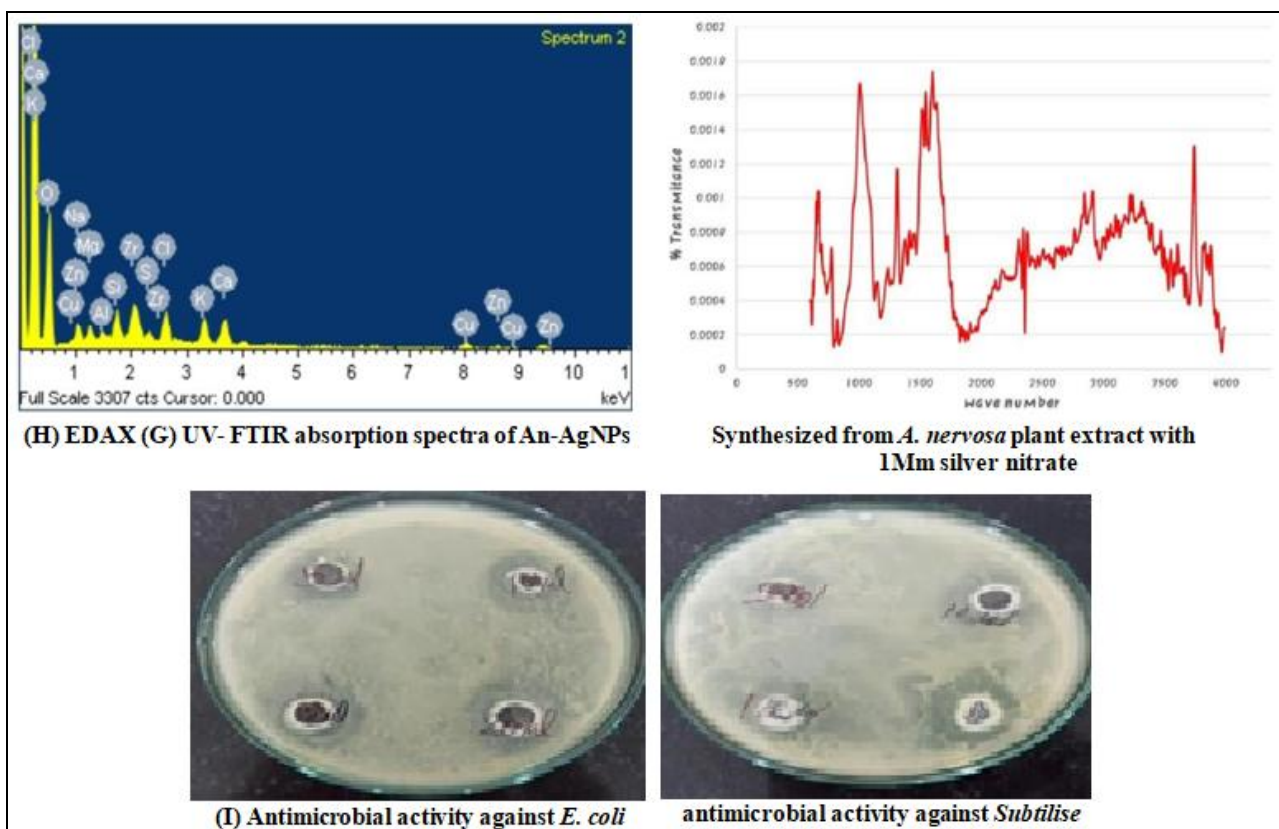 Spectrum 2
Cl
Ca
K
O
Na
Mg
Zn
Cu
Al
Si
Zr
S
Cl
Zr
K
Ca
Cu
Zn
Cu
Zn
1 2 3 4 5 6 7 8 9 10 1
Full Scale 3307 cts Cursor: 0.000 keV
0.002
0.0018
0.0016
0.0014
0.0012
0.001
0.0008
0.0006
0.0004
0.0002
0
% Transmitance
0 500 1000 1500 2000 2500 3000 3500 4000
wave number
(H) EDAX (G) UV- FTIR absorption spectra of An-AgNPs
Synthesized from A. nervosa plant extract with
1Mm silver nitrate
(I) Antimicrobial activity against E. coli
antimicrobial activity against Subtilise